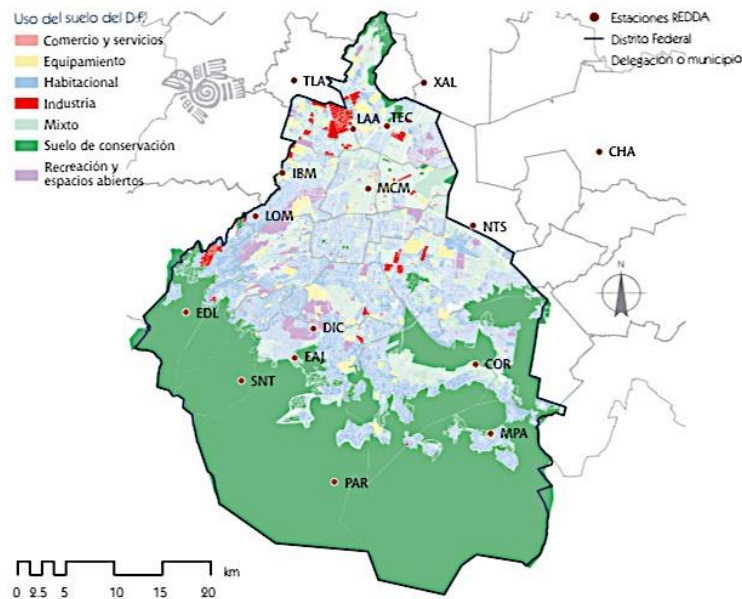 Uso del suelo del D.F.
Comercio y servicios
Equipamiento
Habitacional
Industria
Mixto
Suelo de conservación
Recreación y
espacios abiertos
Estaciones REDDA
Distrito Federal
Delegación o municipio
TLA
XAL
LAA
TEC
CHA
IBM
MCM
LOM
NTS
N
EDL
DIC
EAJ
COR
SNT
MPA
PAR
km
0 2.5 5 10 15 20